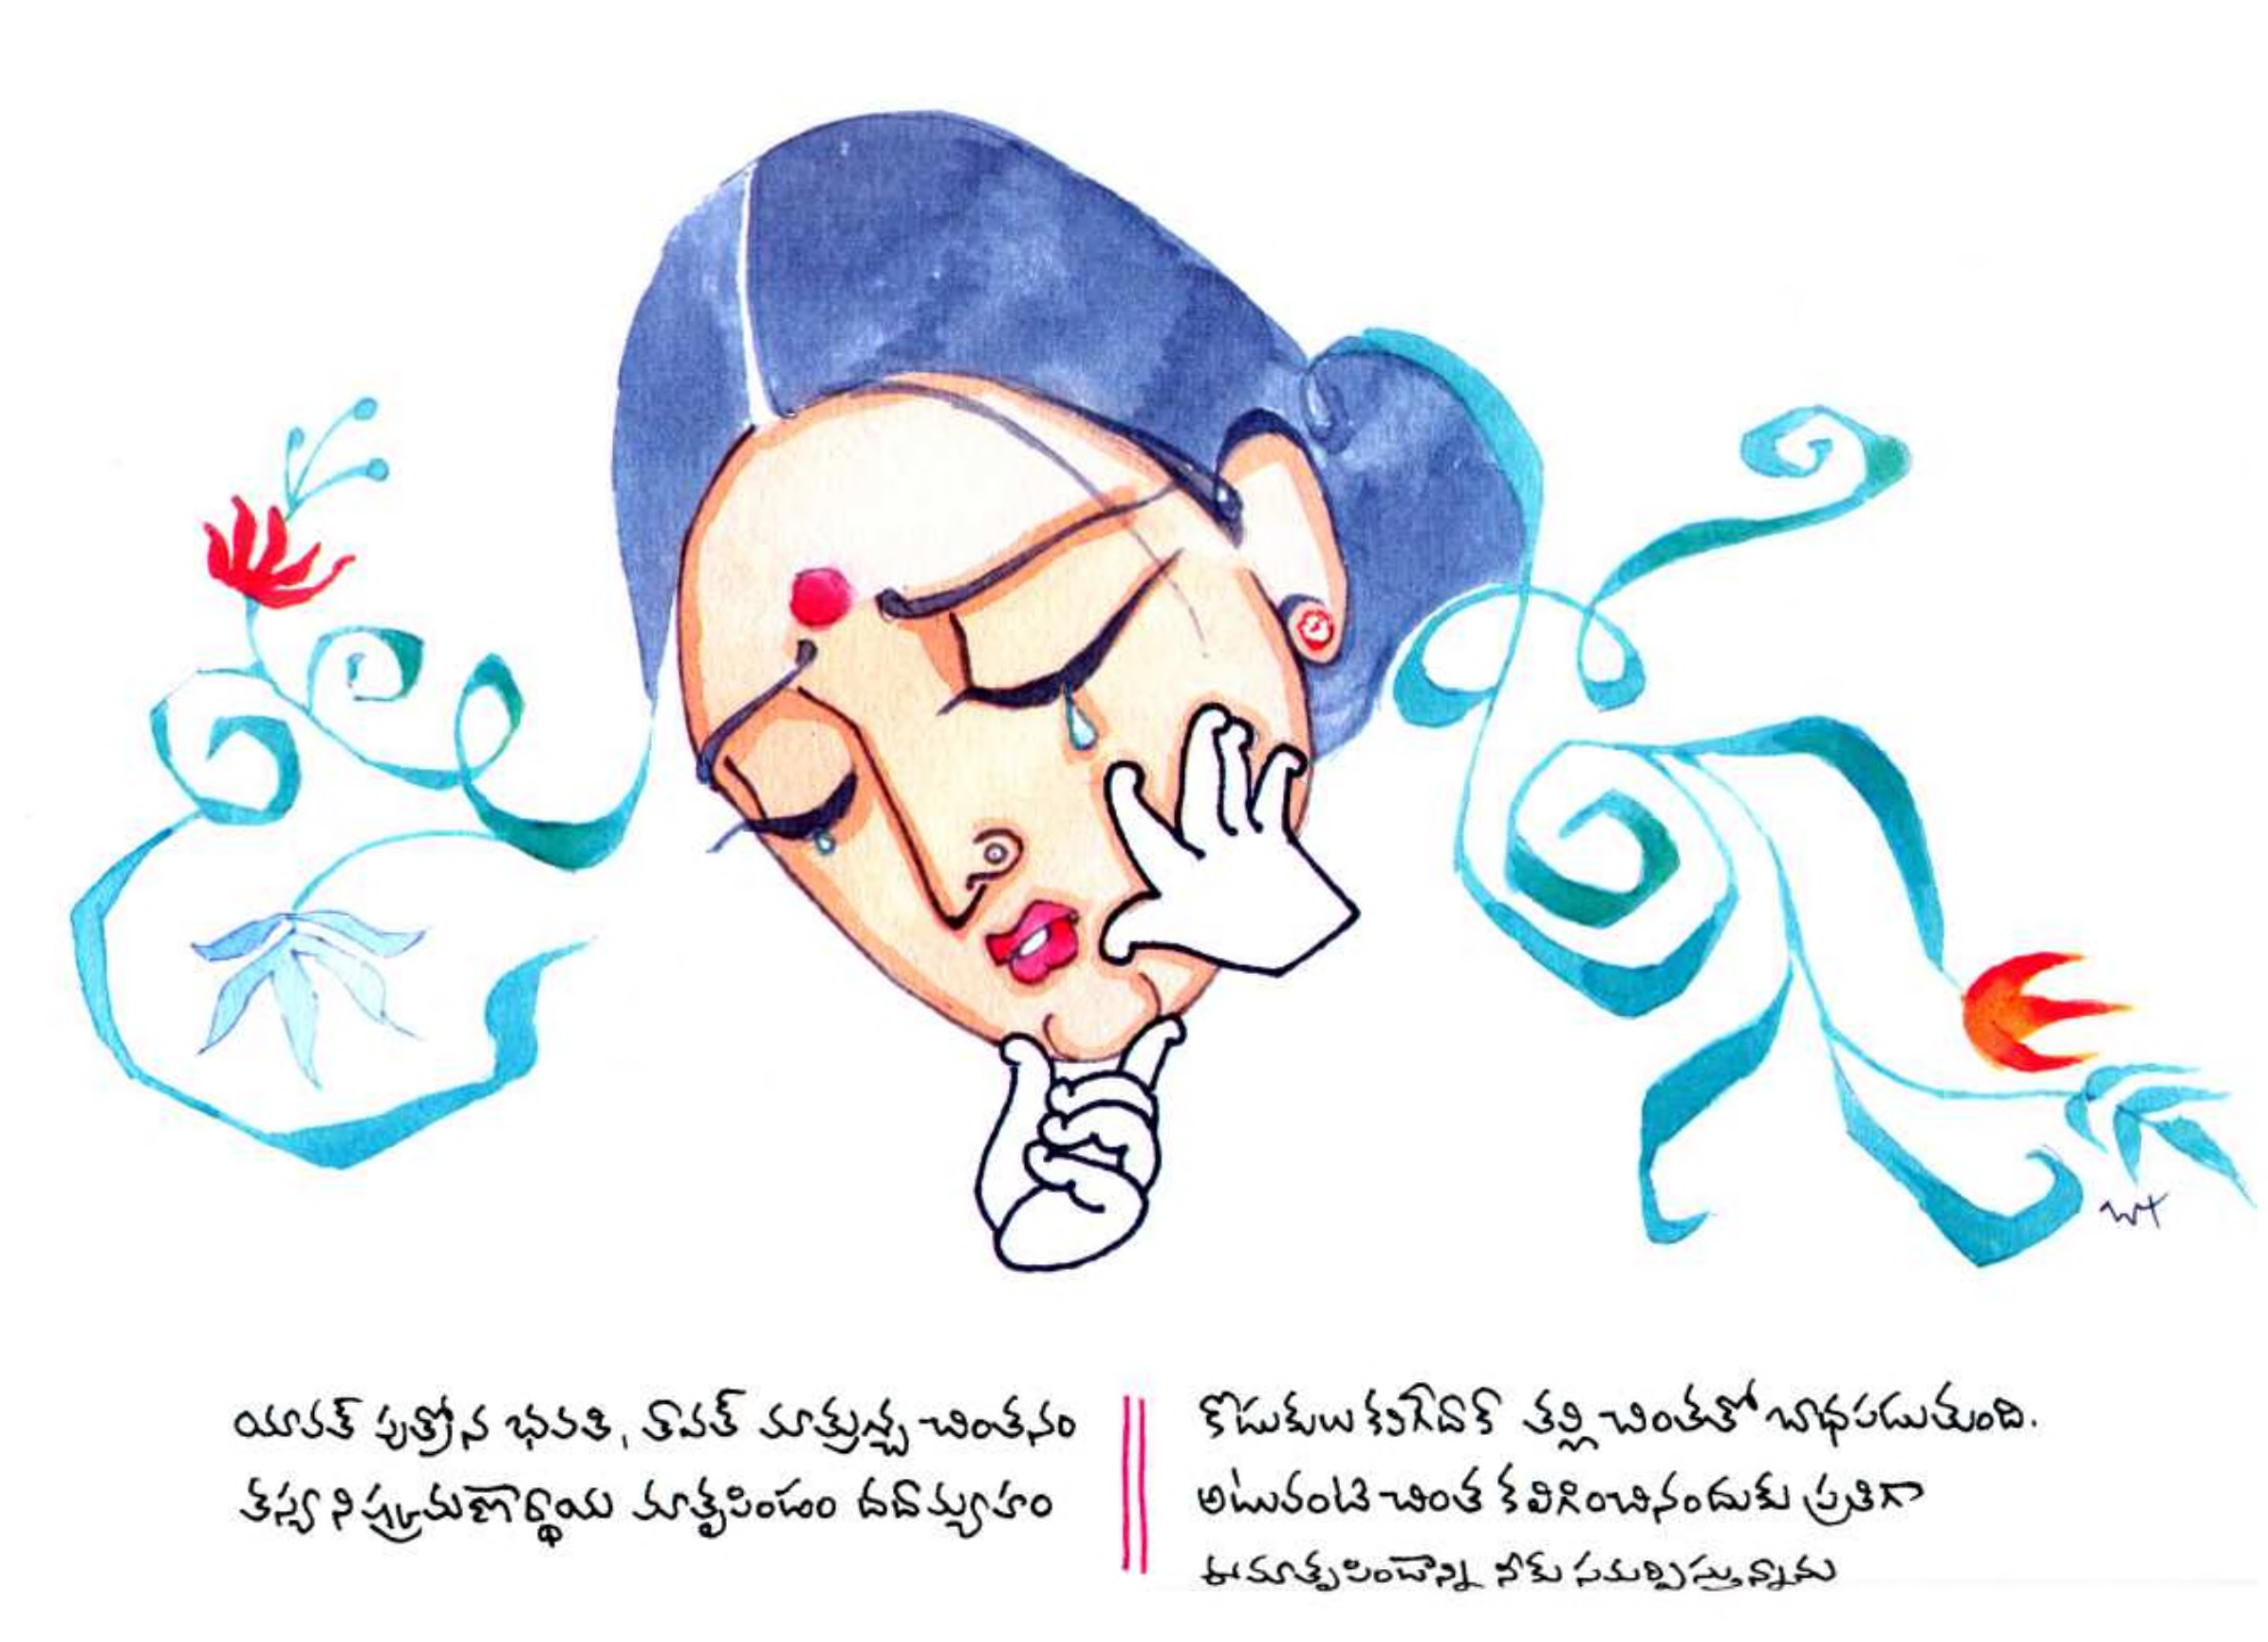 యావత్ పుత్రోన భవతి, తావత్ మాత్రుశ్చ చింతనం
తస్య నిష్క్రమణార్థాయ మాతృపిండం దదామ్యహం
కొడుకులు కలిగేదాక తల్లి చింతతో బాధపడుతుంది.
అటువంటి చింత కలిగించినందుకు ప్రతిగా
ఈ మాతృపిండాన్ని నీకు సమర్పిస్తున్నాను